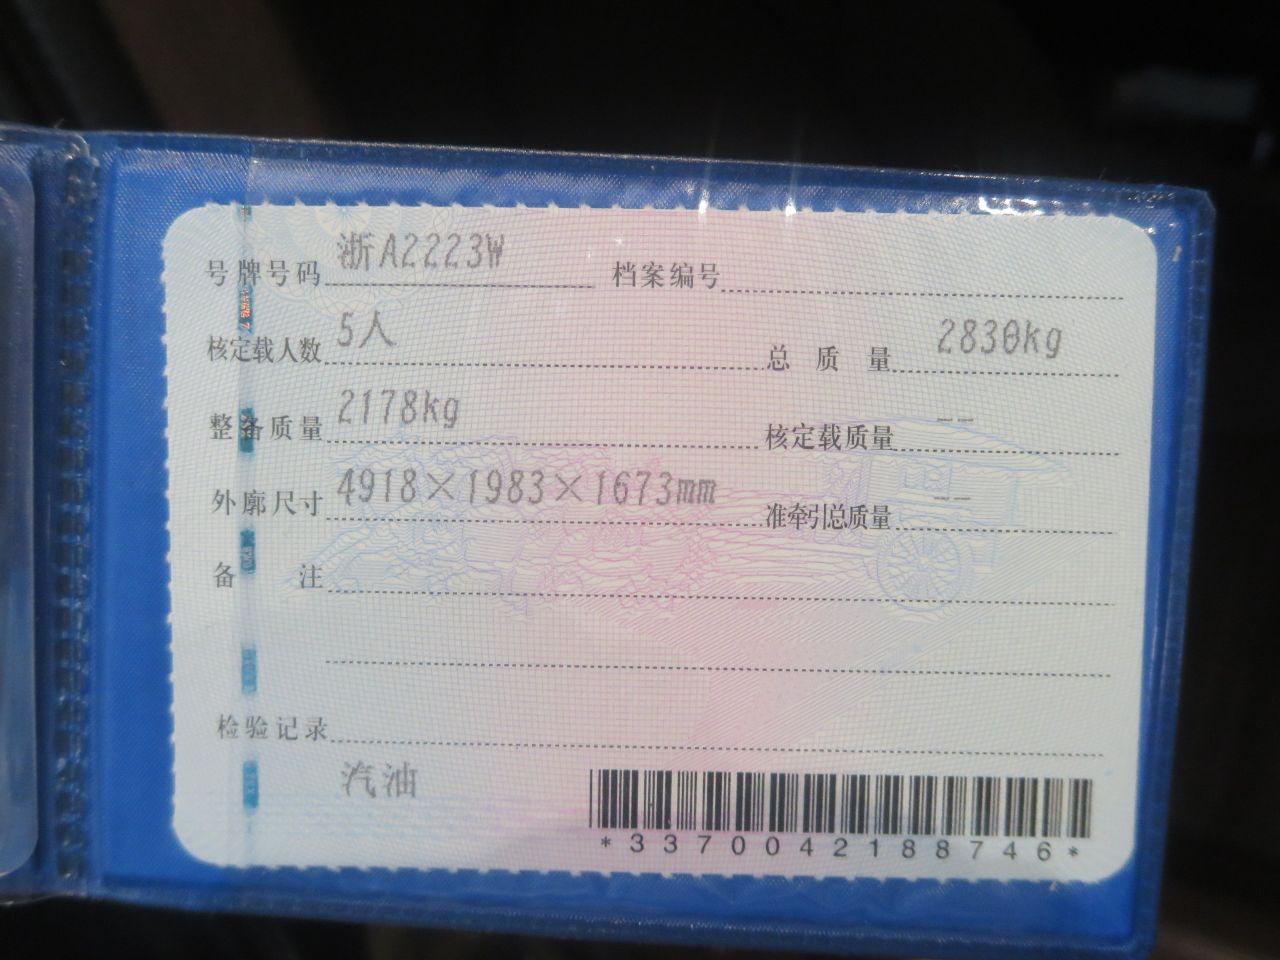 号牌号码 浙A2223W 档案编号
核定载人数 5人 总质量 2830kg
整备质量 2178kg 核定载质量 --
外廓尺寸 4918×1983×1673mm 准牵引总质量 --
备注
检验记录
汽油
*3370042188746*